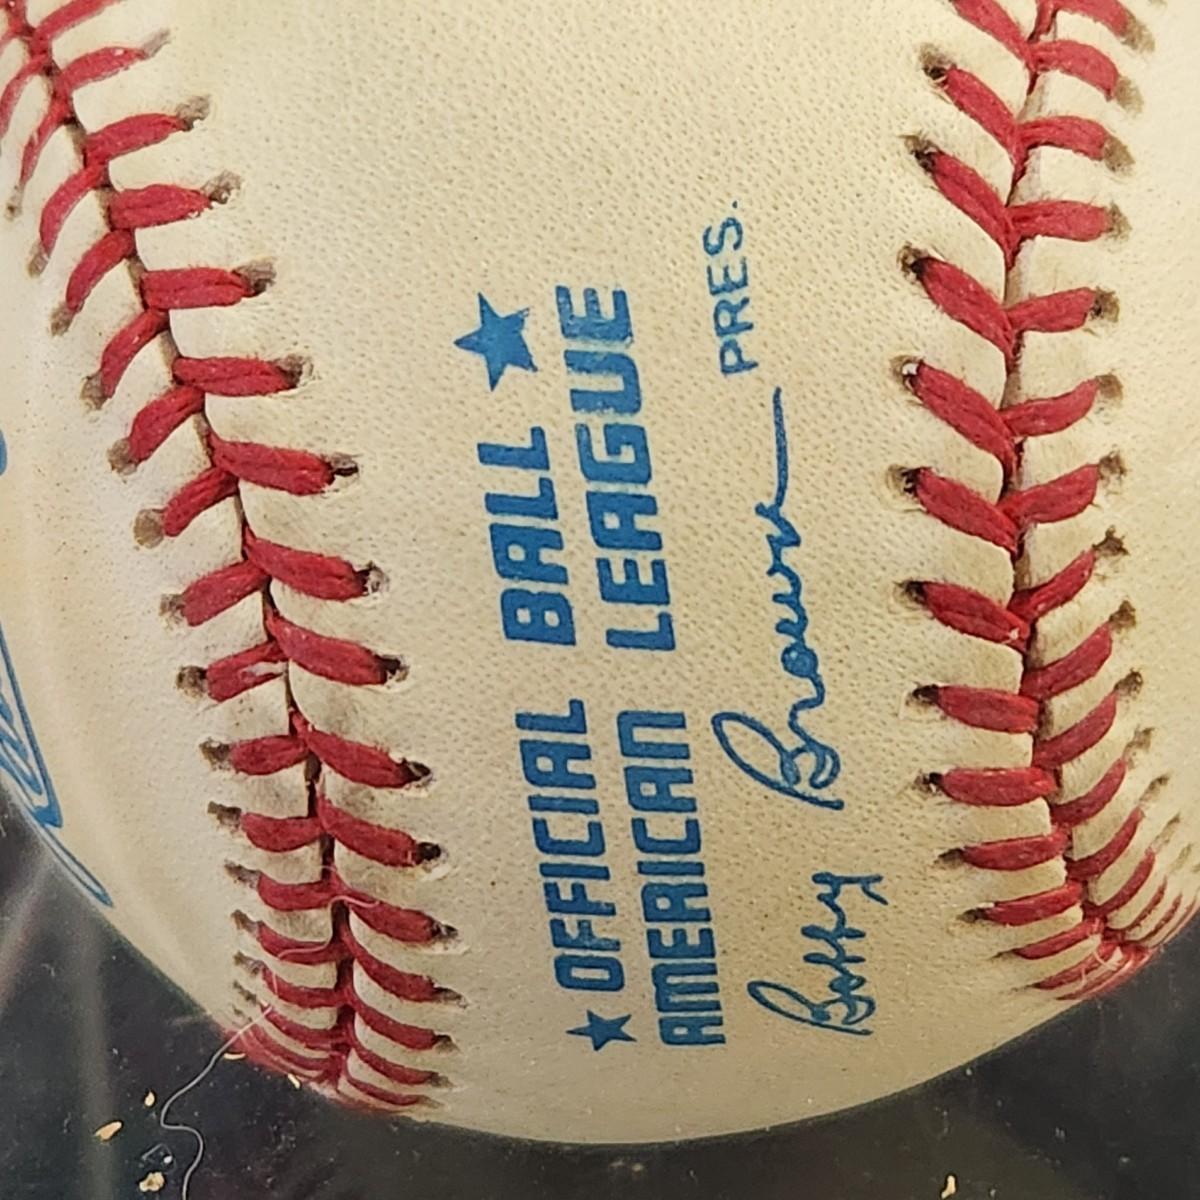 ★ OFFICIAL BALL ★
AMERICAN LEAGUE
Bobby Brown PRES.